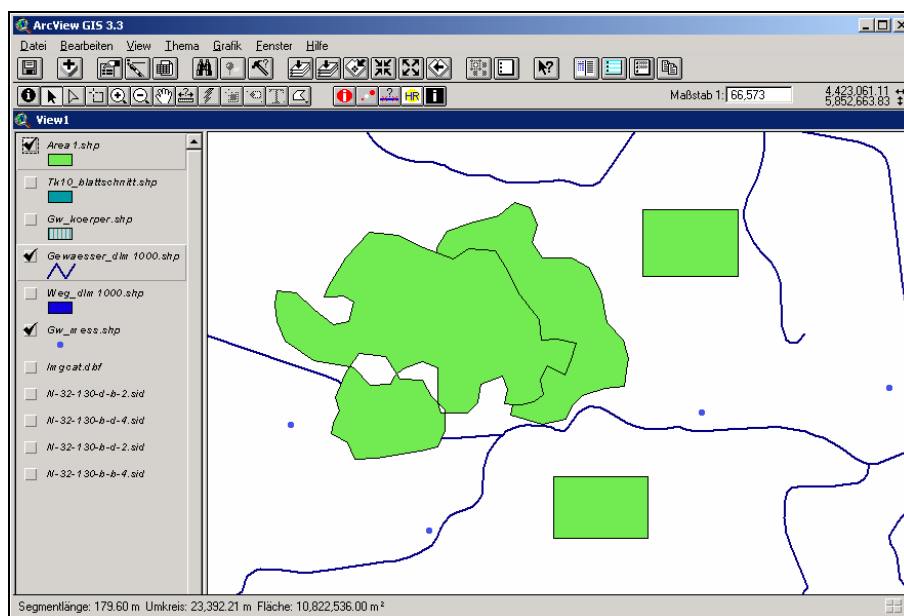 ArcView GIS 3.3
Datei Bearbeiten View Thema Grafik Fenster Hilfe
HR
Maßstab 1: 66,573
4,423,061.11
5,852,663.83
View1
Area 1.shp
Tk10_blattschnitt.shp
Gw_koerper.shp
Gewaesser_dlm 1000.shp
Weg_dlm 1000.shp
Gw_mess.shp
Imgcat.dbf
N-32-130-d-b-2.sid
N-32-130-b-d-4.sid
N-32-130-b-d-2.sid
N-32-130-b-b-4.sid
Segmentlänge: 179.60 m Umkreis: 23,392.21 m Fläche: 10,822,536.00 m²